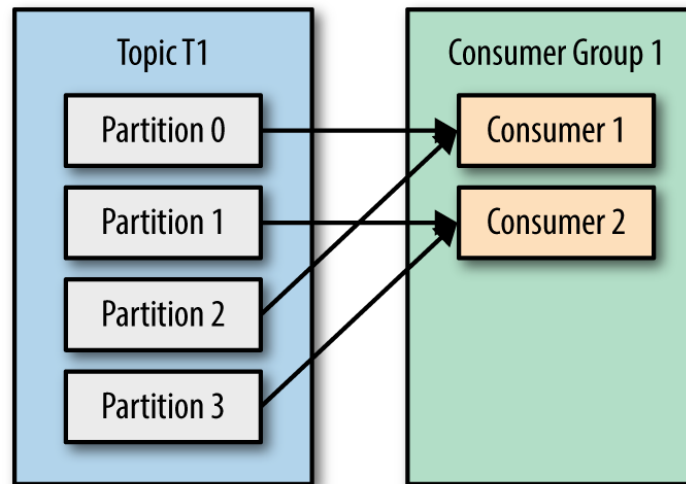 Topic T1
Partition 0
Partition 1
Partition 2
Partition 3
Consumer Group 1
Consumer 1
Consumer 2